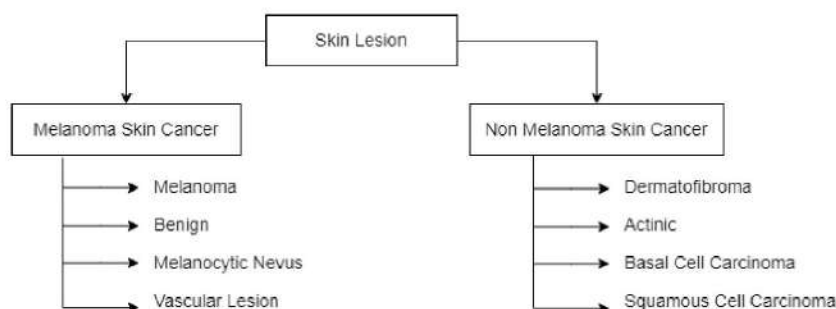 Skin Lesion
Melanoma Skin Cancer
Non Melanoma Skin Cancer
Melanoma
Benign
Melanocytic Nevus
Vascular Lesion
Dermatofibroma
Actinic
Basal Cell Carcinoma
Squamous Cell Carcinoma